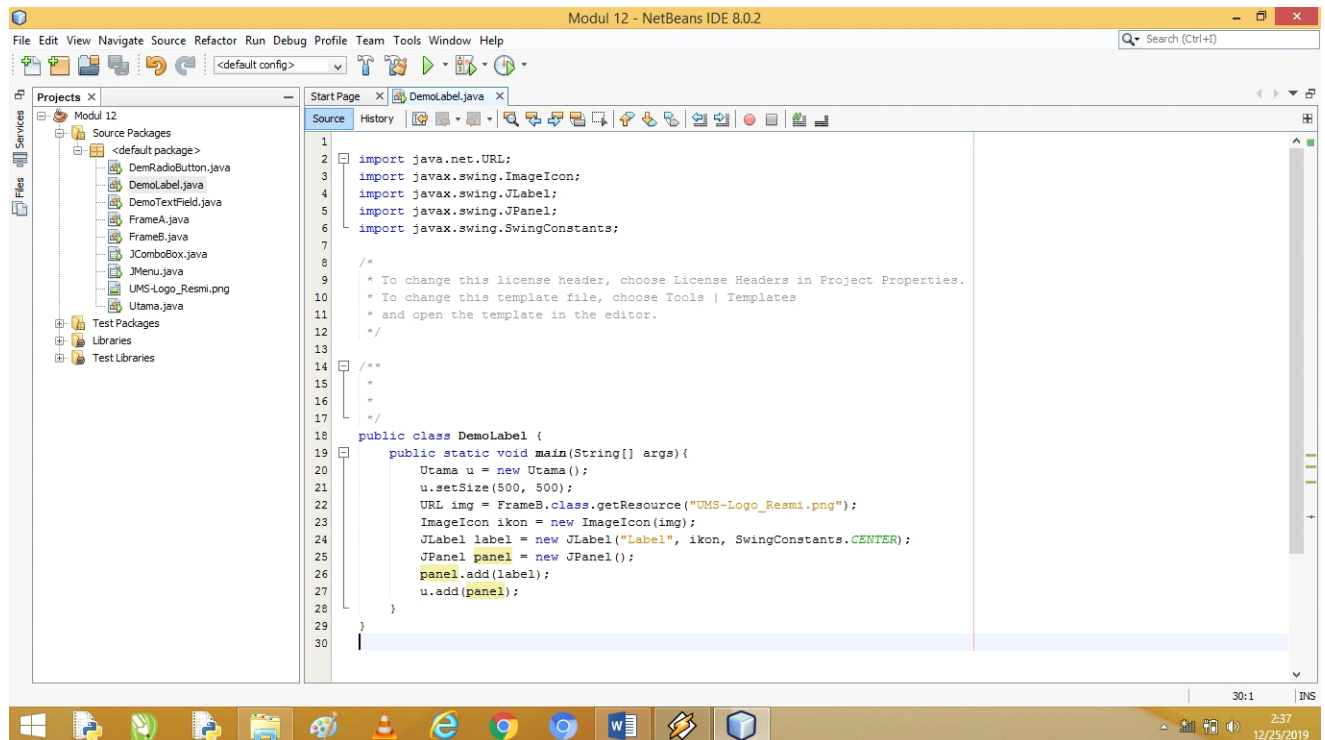 Modul 12 - NetBeans IDE 8.0.2
File Edit View Navigate Source Refactor Run Debug Profile Team Tools Window Help
Search (Ctrl+I)
<default config>
Projects
Start Page
DemoLabel.java
Source
History
Services
Files
Modul 12
Source Packages
<default package>
DemRadioButton.java
DemoLabel.java
DemoTextField.java
FrameA.java
FrameB.java
JComboBox.java
JMenu.java
UMS-Logo_Resmi.png
Utama.java
Test Packages
Libraries
Test Libraries
1
2 import java.net.URL;
3 import javax.swing.ImageIcon;
4 import javax.swing.JLabel;
5 import javax.swing.JPanel;
6 import javax.swing.SwingConstants;
7
8 /*
9 * To change this license header, choose License Headers in Project Properties.
10 * To change this template file, choose Tools | Templates
11 * and open the template in the editor.
12 */
13
14 /**
15 *
16 *
17 */
18 public class DemoLabel {
19 public static void main(String[] args){
20 Utama u = new Utama();
21 u.setSize(500, 500);
22 URL img = FrameB.class.getResource("UMS-Logo_Resmi.png");
23 ImageIcon ikon = new ImageIcon(img);
24 JLabel label = new JLabel("Label", ikon, SwingConstants.CENTER);
25 JPanel panel = new JPanel();
26 panel.add(label);
27 u.add(panel);
28 }
29 }
30
30:1
INS
2:37
12/25/2019